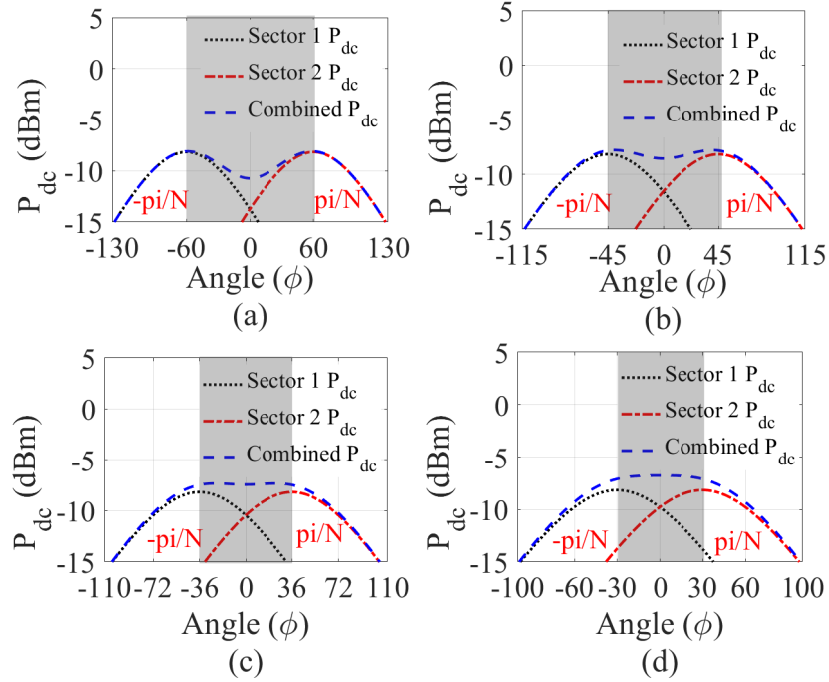 5
0
-5
-10
-15
P_dc (dBm)
Sector 1 P_dc
Sector 2 P_dc
Combined P_dc
-pi/N
pi/N
-130
-60
0
60
130
Angle (ϕ)
(a)
5
0
-5
-10
-15
P_dc (dBm)
Sector 1 P_dc
Sector 2 P_dc
Combined P_dc
-pi/N
pi/N
-115
-45
0
45
115
Angle (ϕ)
(b)
5
0
-5
-10
-15
P_dc (dBm)
Sector 1 P_dc
Sector 2 P_dc
Combined P_dc
-pi/N
pi/N
-110
-72
-36
0
36
72
110
Angle (ϕ)
(c)
5
0
-5
-10
-15
P_dc (dBm)
Sector 1 P_dc
Sector 2 P_dc
Combined P_dc
-pi/N
pi/N
-100
-60
-30
0
30
60
100
Angle (ϕ)
(d)